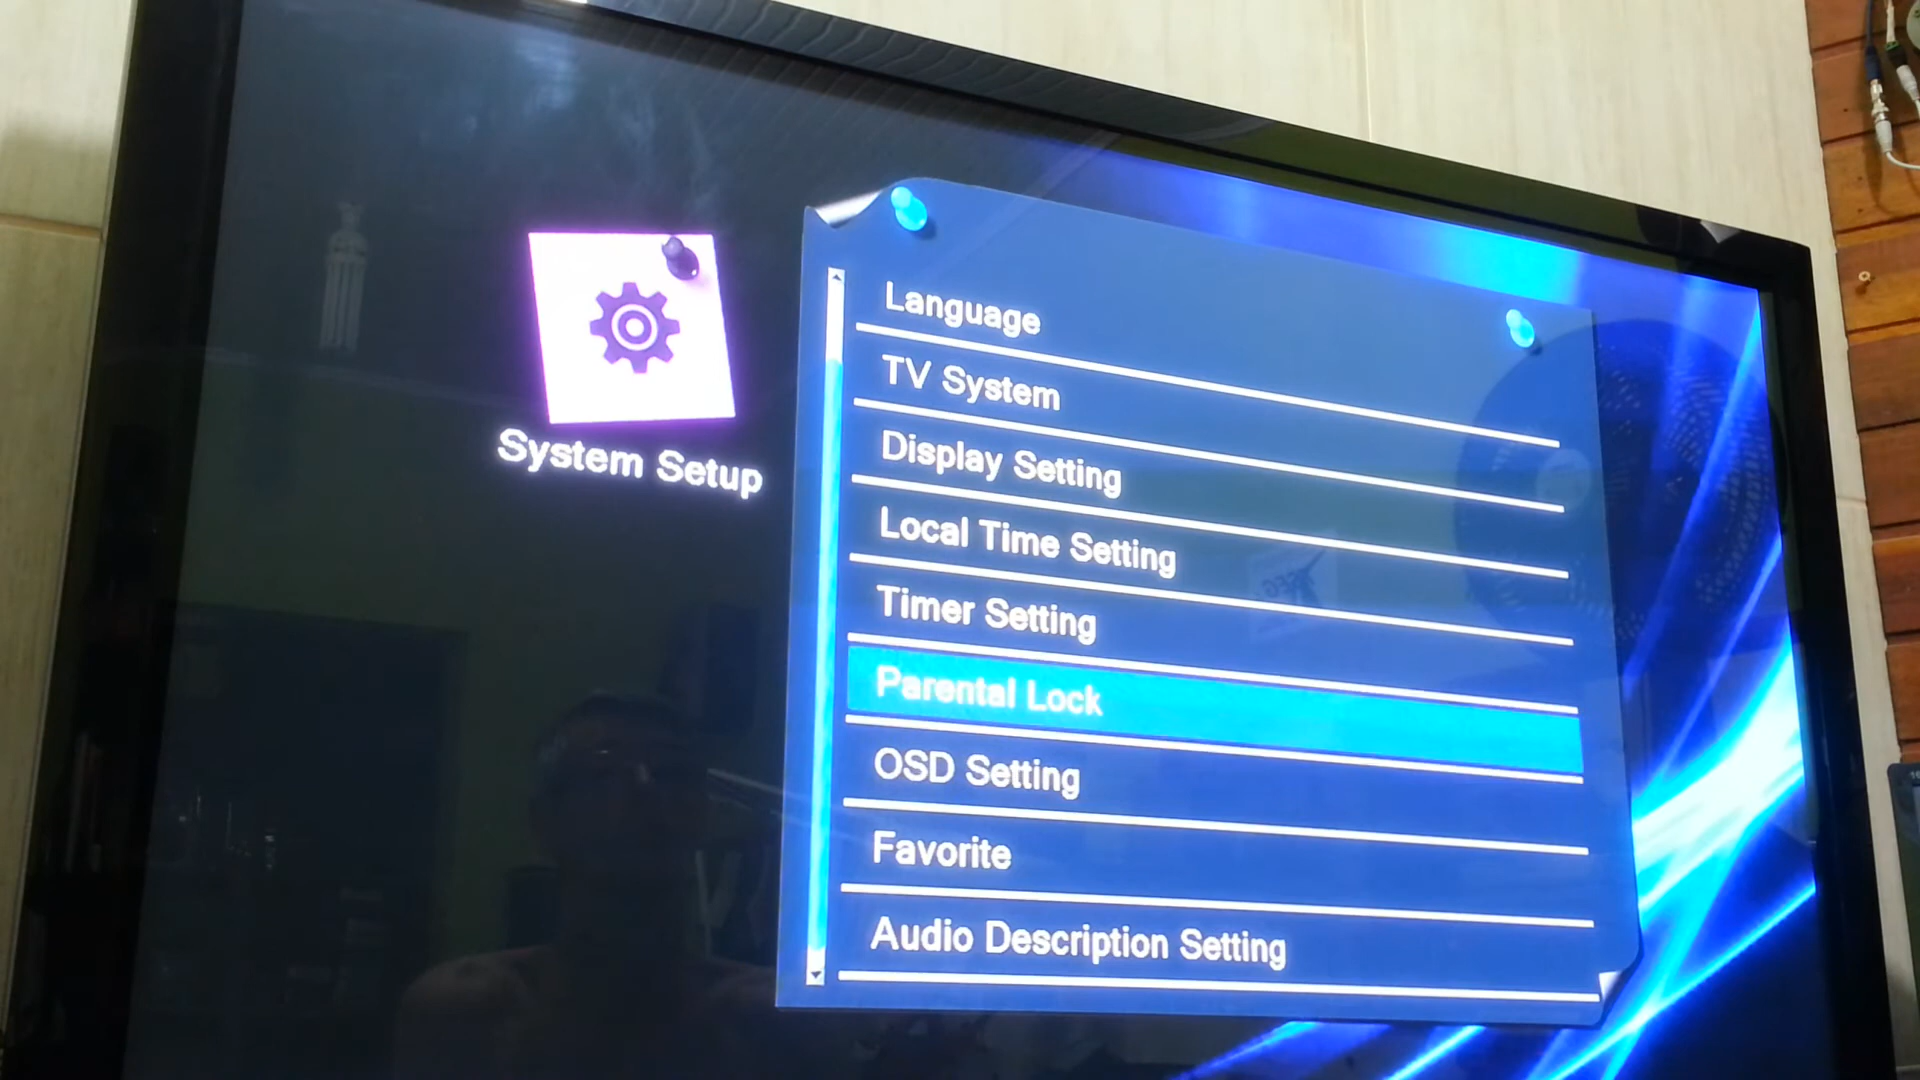 Language
TV System
Display Setting
Local Time Setting
Timer Setting
Parental Lock
OSD Setting
Favorite
Audio Description Setting
System Setup